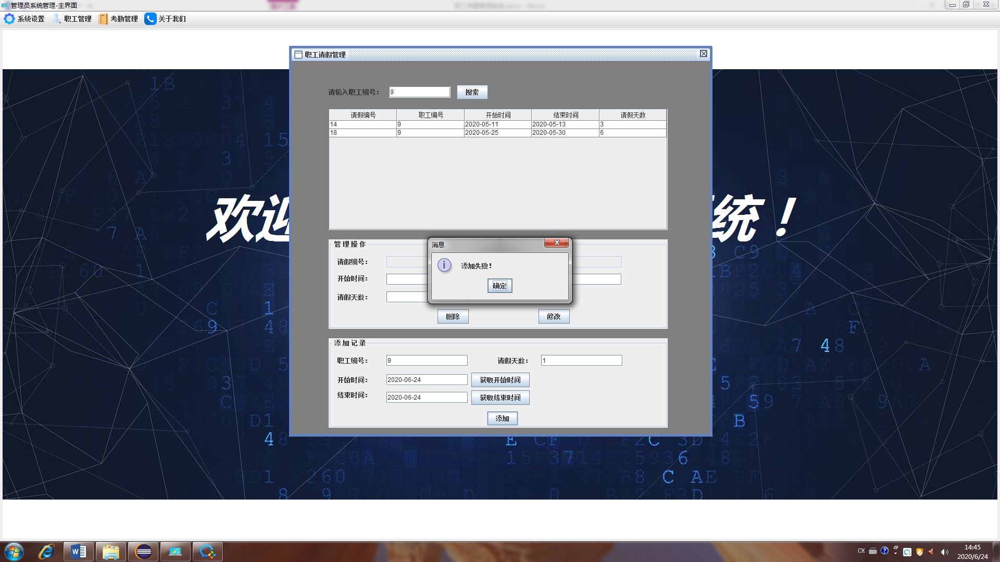 管理员系统管理-主界面
系统设置 职工管理 考勤管理 关于我们
职工请假管理
请输入职工编号： 9 搜索
请假编号 职工编号 开始时间 结束时间 请假天数
14 9 2020-05-11 2020-05-13 3
18 9 2020-05-25 2020-05-30 6
欢迎
统！
管理操作
请假编号：
开始时间：
请假天数：
删除 修改
消息
添加失败！
确定
添加记录
职工编号： 9 请假天数： 1
开始时间： 2020-06-24 获取开始时间
结束时间： 2020-06-24 获取结束时间
添加
CH
14:45
2020/6/24